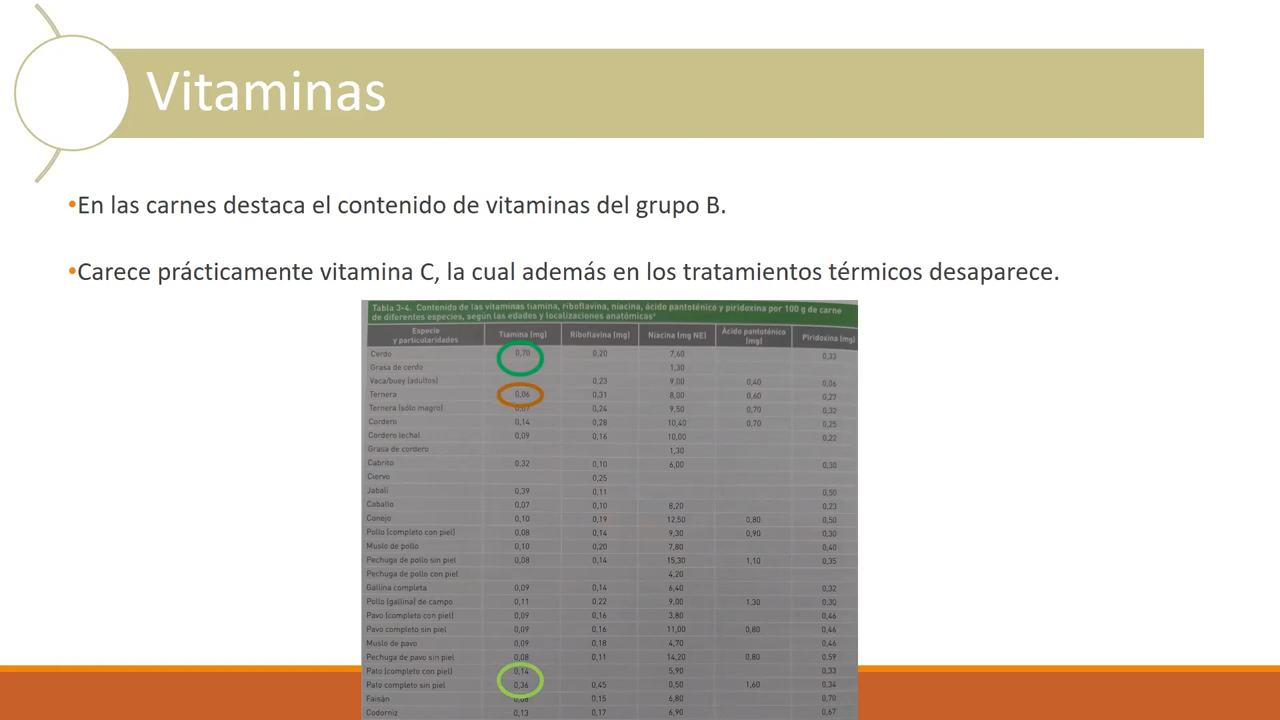 Vitaminas
•En las carnes destaca el contenido de vitaminas del grupo B.
•Carece prácticamente vitamina C, la cual además en los tratamientos térmicos desaparece.
Tabla 3-4. Contenido de las vitaminas tiamina, riboflavina, niacina, ácido pantoténico y piridoxina por 100 g de carne
de diferentes especies, según las edades y localizaciones anatómicas
Especie
y particularidades Tiamina (mg) Riboflavina (mg) Niacina (mg NE) Ácido pantoténico
(mg) Piridoxina (mg)
Cerdo 0,70 0,20 7,60 0,33
Grasa de cerdo 1,30
Vaca/buey (adultos) 0,23 9,00 0,40 0,06
Ternera 0,06 0,31 8,00 0,60 0,27
Ternera (sólo magro) 0,07 0,24 9,50 0,70 0,32
Cordero 0,14 0,28 10,40 0,70 0,25
Cordero lechal 0,09 0,16 10,00 0,22
Grasa de cordero 1,30
Cabrito 0,32 0,10 6,00 0,30
Ciervo 0,25
Jabalí 0,39 0,11 0,50
Caballo 0,07 0,10 8,20 0,23
Conejo 0,10 0,19 12,50 0,80 0,50
Pollo (completo con piel) 0,08 0,14 9,30 0,90 0,30
Muslo de pollo 0,10 0,20 7,80 0,40
Pechuga de pollo sin piel 0,08 0,14 15,30 1,10 0,35
Pechuga de pollo con piel 4,20
Gallina completa 0,09 0,14 6,40 0,32
Pollo (gallina) de campo 0,11 0,22 9,00 1,30 0,30
Pavo (completo con piel) 0,09 0,16 3,80 0,46
Pavo completo sin piel 0,09 0,16 11,00 0,80 0,46
Muslo de pavo 0,09 0,18 4,70 0,46
Pechuga de pavo sin piel 0,08 0,11 14,20 0,80 0,59
Pato (completo con piel) 0,14 5,90 0,33
Pato completo sin piel 0,36 0,45 0,50 1,60 0,34
Faisán 0,08 0,15 6,80 0,70
Codorniz 0,13 0,17 6,90 0,67